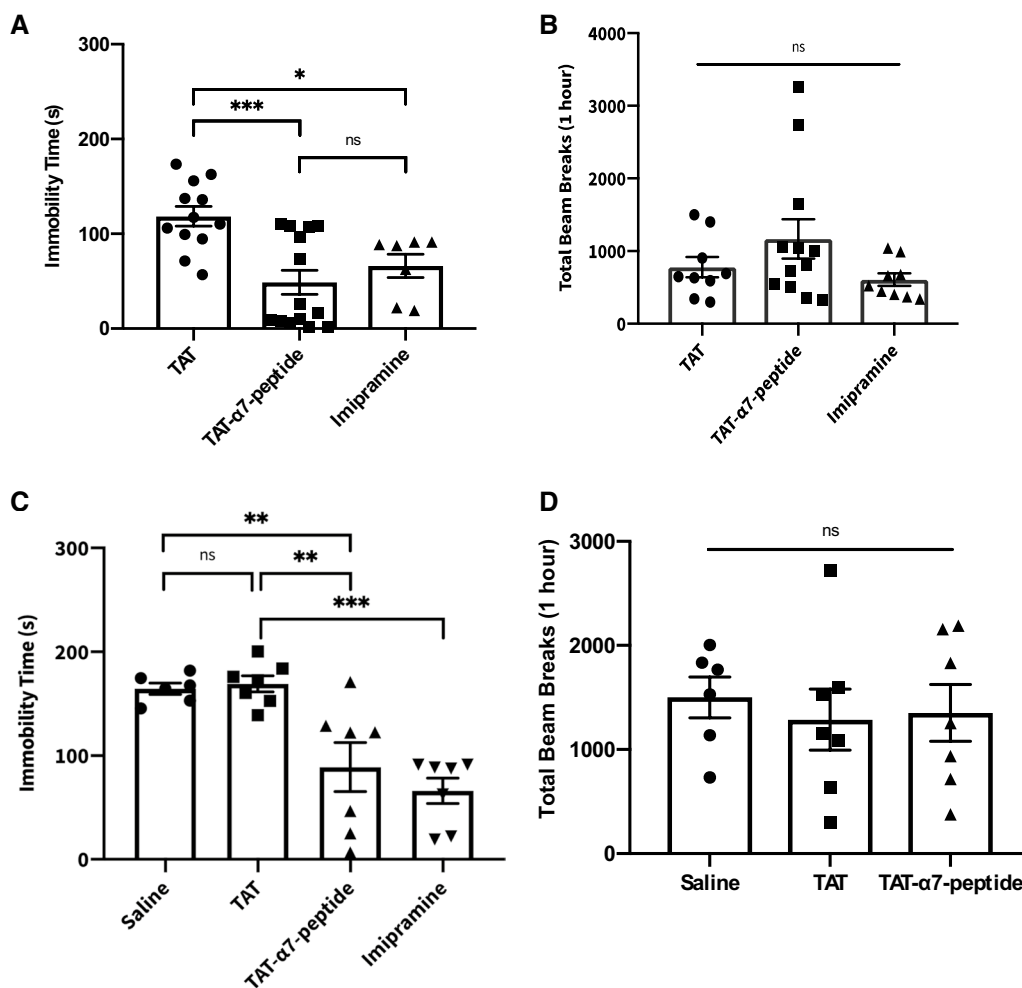 A
Immobility Time (s)
300
200
100
0
*
***
ns
TAT
TAT-α7-peptide
Imipramine
B
Total Beam Breaks (1 hour)
4000
3000
2000
1000
0
ns
TAT
TAT-α7-peptide
Imipramine
C
Immobility Time (s)
300
200
100
0
**
ns
**
***
Saline
TAT
TAT-α7-peptide
Imipramine
D
Total Beam Breaks (1 hour)
3000
2000
1000
0
ns
Saline
TAT
TAT-α7-peptide